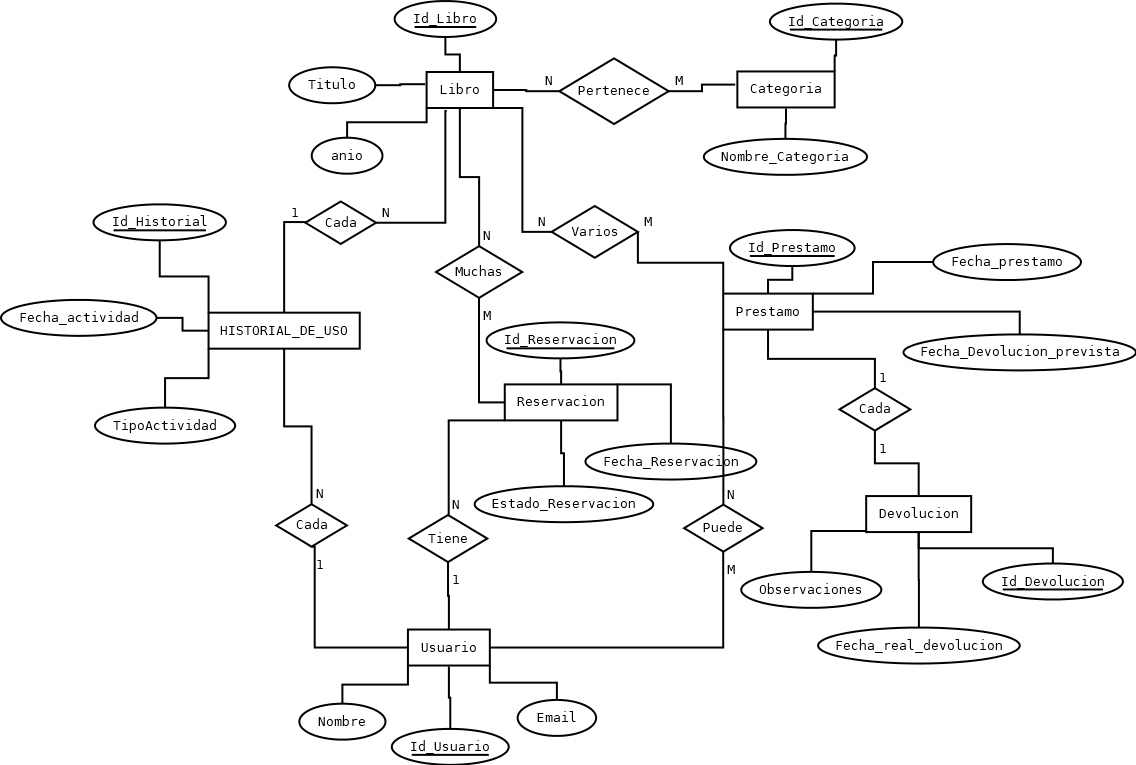 Id_Libro
Id_Categoria
Titulo
Libro
N
Pertenece
M
Categoria
anio
Nombre_Categoria
Id_Historial
1
Cada
N
N
Varios
M
N
Muchas
M
Id_Prestamo
Fecha_prestamo
Fecha_actividad
HISTORIAL_DE_USO
Prestamo
Id_Reservacion
Fecha_Devolucion_prevista
TipoActividad
Reservacion
1
Cada
1
Fecha_Reservacion
N
Cada
1
N
Tiene
1
Estado_Reservacion
N
Puede
M
Devolucion
Observaciones
Id_Devolucion
Fecha_real_devolucion
Usuario
Nombre
Id_Usuario
Email